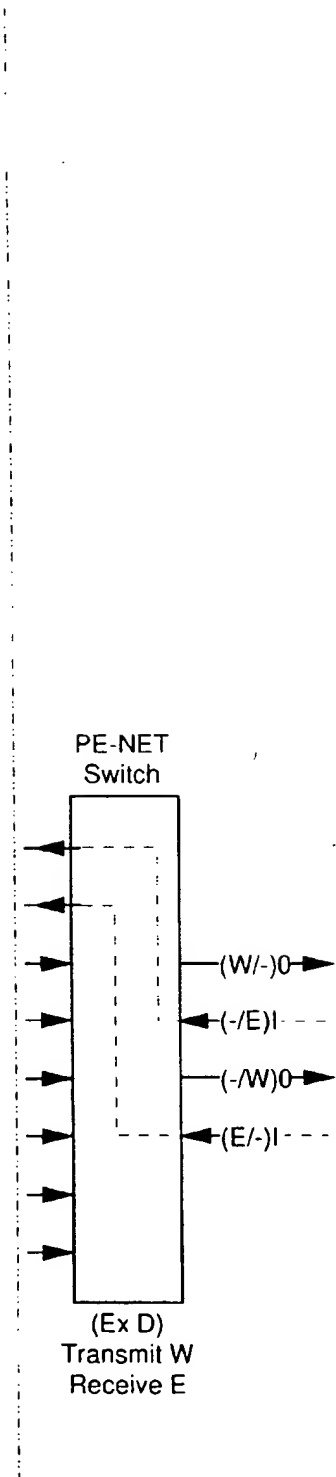 PE-NET
Switch
(W/-)0
(-/E)I
(-/W)0
(E/-)I
(Ex D)
Transmit W
Receive E